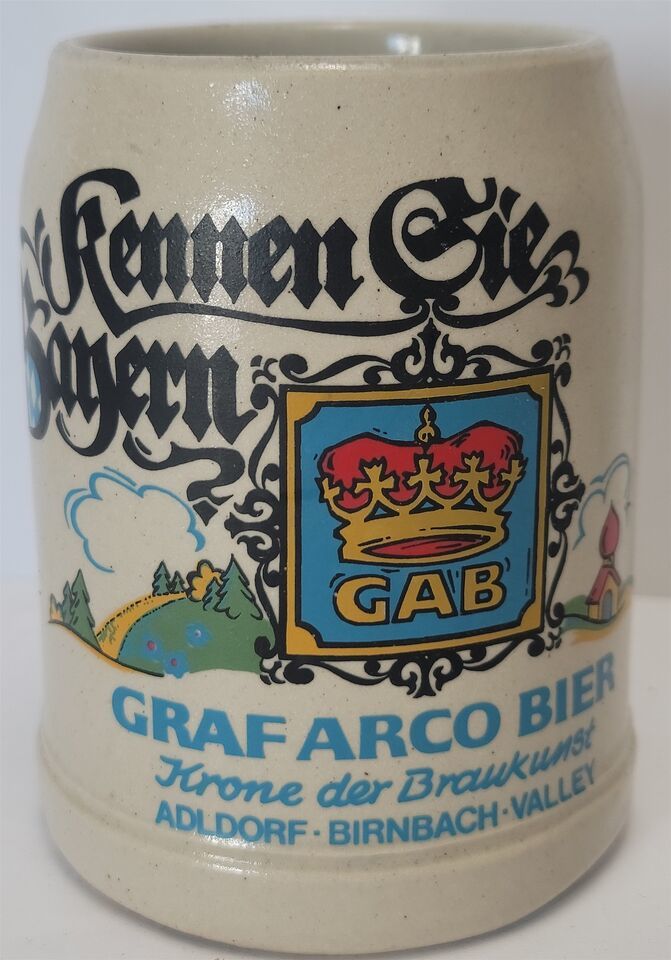 Kennen Sie
Bayern?
GAB
GRAF ARCO BIER
Krone der Braukunst
ADLDORF · BIRNBACH · VALLEY